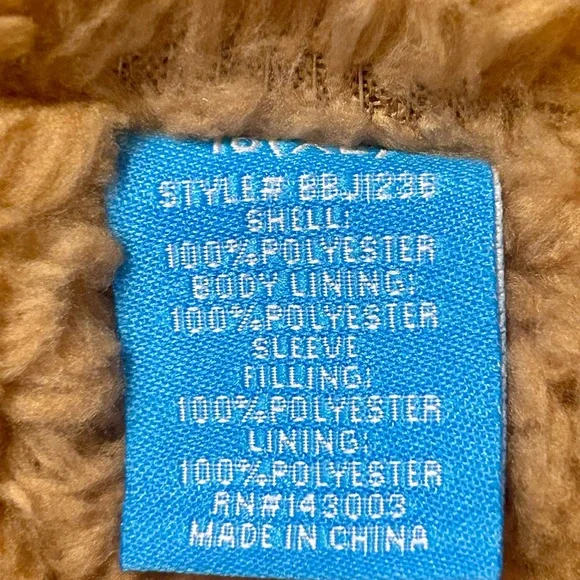 STYLE# BBJ1236
SHELL:
100%POLYESTER
BODY LINING:
100%POLYESTER
SLEEVE
FILLING:
100%POLYESTER
LINING:
100%POLYESTER
RN#143003
MADE IN CHINA